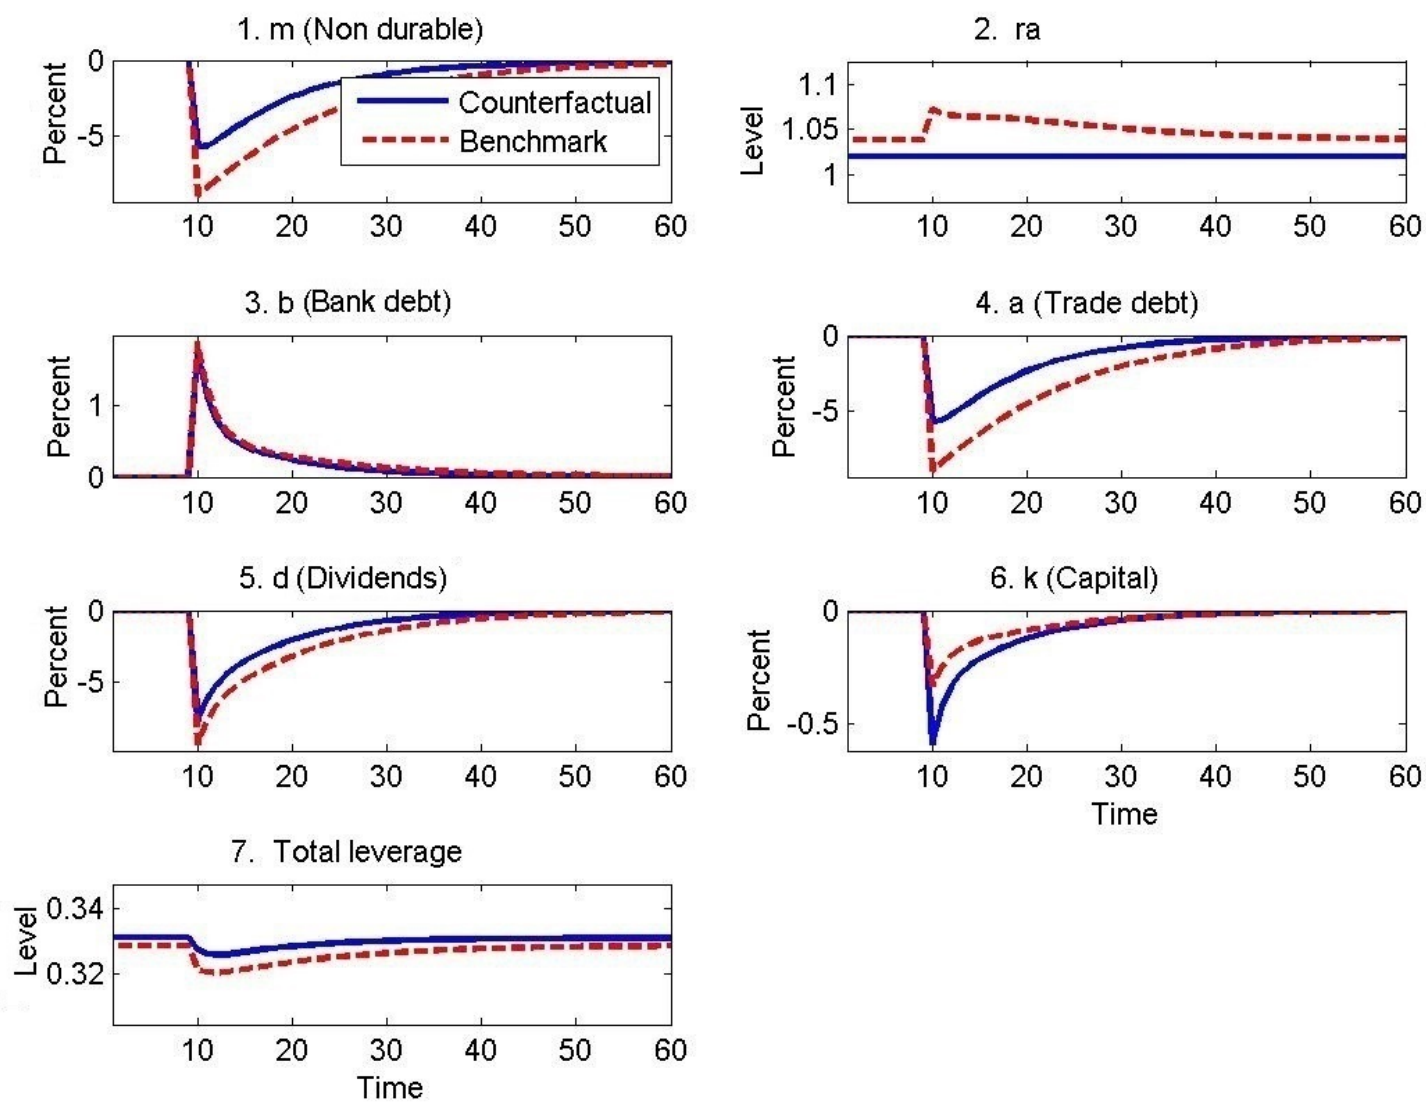 1. m (Non durable)
0
-5
Percent
Counterfactual
Benchmark
10 20 30 40 50 60
2. ra
1.1
1.05
1
Level
10 20 30 40 50 60
3. b (Bank debt)
1
0
Percent
10 20 30 40 50 60
4. a (Trade debt)
0
-5
Percent
10 20 30 40 50 60
5. d (Dividends)
0
-5
Percent
10 20 30 40 50 60
6. k (Capital)
0
-0.5
Percent
10 20 30 40 50 60
Time
7. Total leverage
0.34
0.32
Level
10 20 30 40 50 60
Time